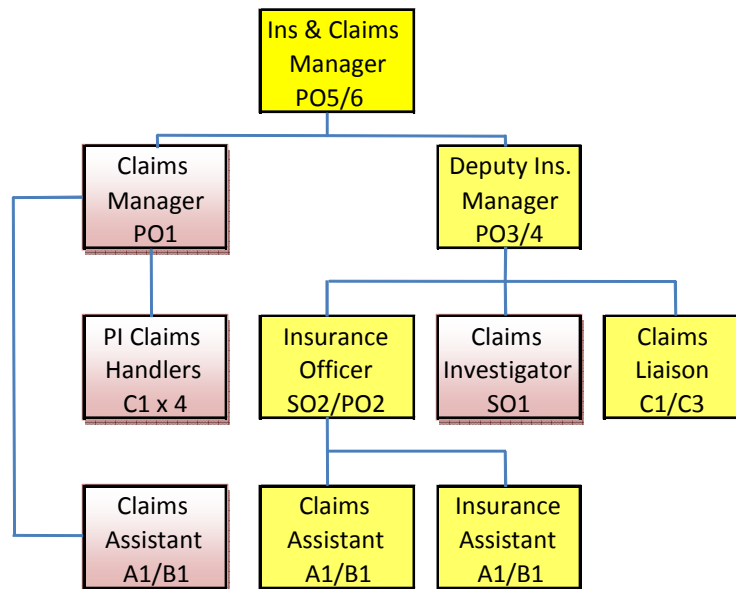 Ins & Claims
Manager
PO5/6
Claims
Manager
PO1
Deputy Ins.
Manager
PO3/4
PI Claims
Handlers
C1 x 4
Insurance
Officer
SO2/PO2
Claims
Investigator
SO1
Claims
Liaison
C1/C3
Claims
Assistant
A1/B1
Claims
Assistant
A1/B1
Insurance
Assistant
A1/B1